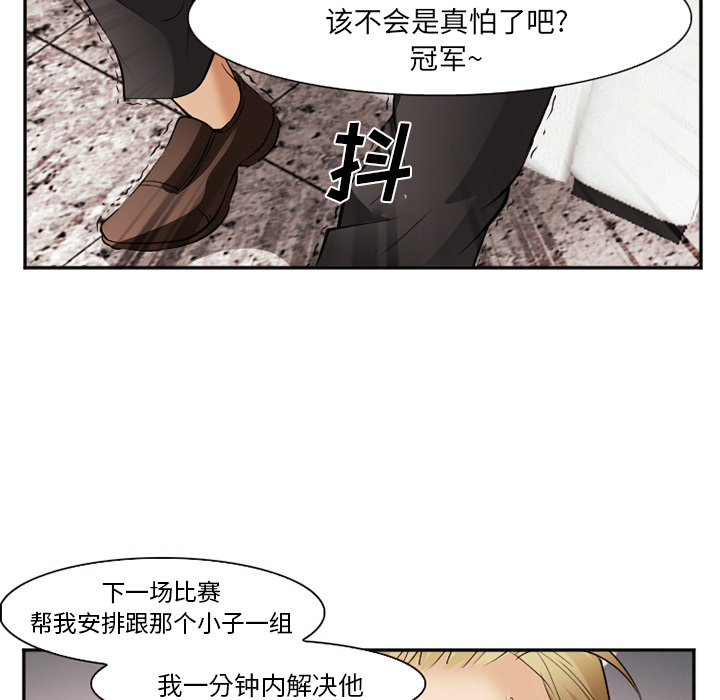 该不会是真怕了吧?
冠军~
抖
下一场比赛
帮我安排跟那个小子一组
我一分钟内解决他